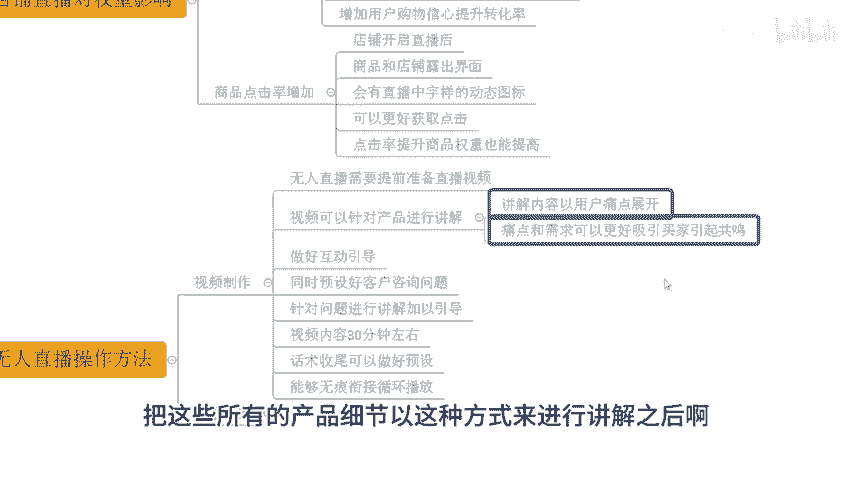 店铺直播对权重影响
增加用户购物信心提升转化率
店铺开启直播后
商品和店铺露出界面
商品点击率增加
会有直播中字样的动态图标
可以更好获取点击
点击率提升商品权重也能提高
无人直播需要提前准备直播视频
讲解内容以用户痛点展开
视频可以针对产品进行讲解
痛点和需求可以更好吸引买家引起共鸣
做好互动引导
视频制作
同时预设好客户咨询问题
针对问题进行讲解加以引导
视频内容30分钟左右
无人直播操作方法
话术收尾可以做好预设
能够无痕衔接循环播放
把这些所有的产品细节以这种方式来进行讲解之后啊